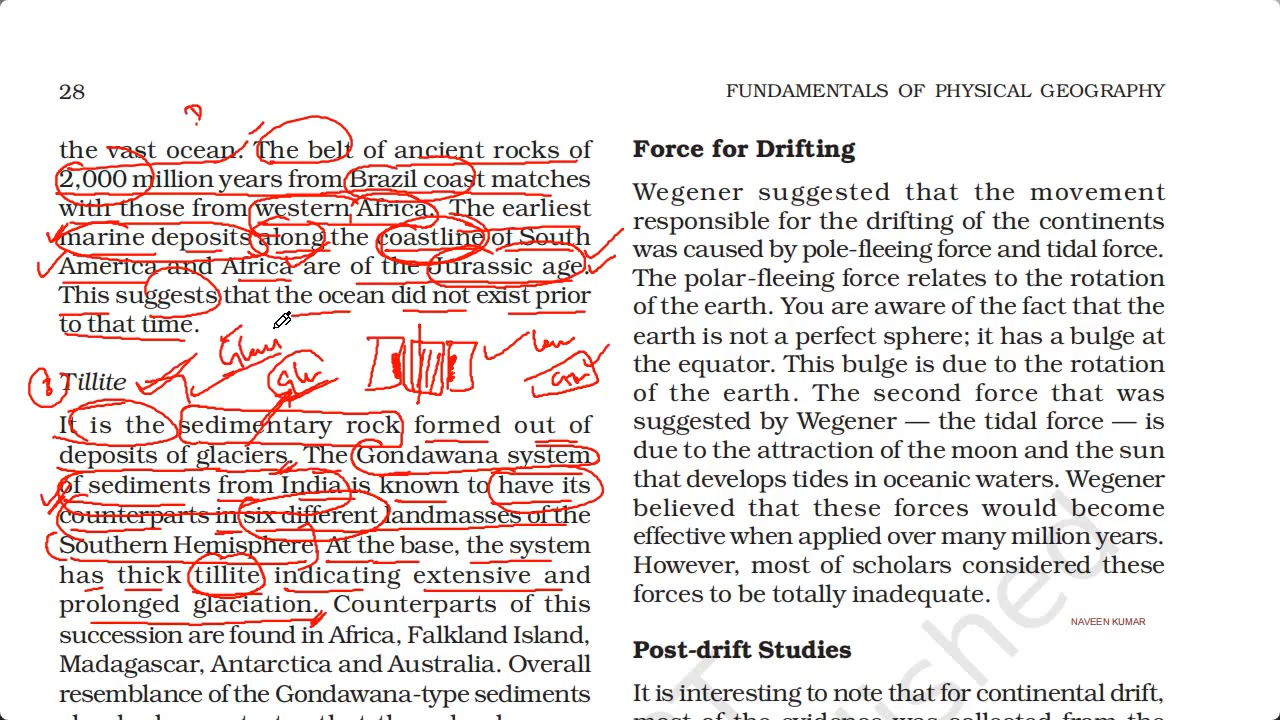 28
FUNDAMENTALS OF PHYSICAL GEOGRAPHY
the vast ocean. The belt of ancient rocks of
2,000 million years from Brazil coast matches
with those from western Africa. The earliest
marine deposits along the coastline of South
America and Africa are of the Jurassic age.
This suggests that the ocean did not exist prior
to that time.
Tillite
It is the sedimentary rock formed out of
deposits of glaciers. The Gondawana system
of sediments from India is known to have its
counterparts in six different landmasses of the
Southern Hemisphere. At the base, the system
has thick tillite indicating extensive and
prolonged glaciation. Counterparts of this
succession are found in Africa, Falkland Island,
Madagascar, Antarctica and Australia. Overall
resemblance of the Gondawana-type sediments
Force for Drifting
Wegener suggested that the movement
responsible for the drifting of the continents
was caused by pole-fleeing force and tidal force.
The polar-fleeing force relates to the rotation
of the earth. You are aware of the fact that the
earth is not a perfect sphere; it has a bulge at
the equator. This bulge is due to the rotation
of the earth. The second force that was
suggested by Wegener — the tidal force — is
due to the attraction of the moon and the sun
that develops tides in oceanic waters. Wegener
believed that these forces would become
effective when applied over many million years.
However, most of scholars considered these
forces to be totally inadequate.
NAVEEN KUMAR
Post-drift Studies
It is interesting to note that for continental drift,